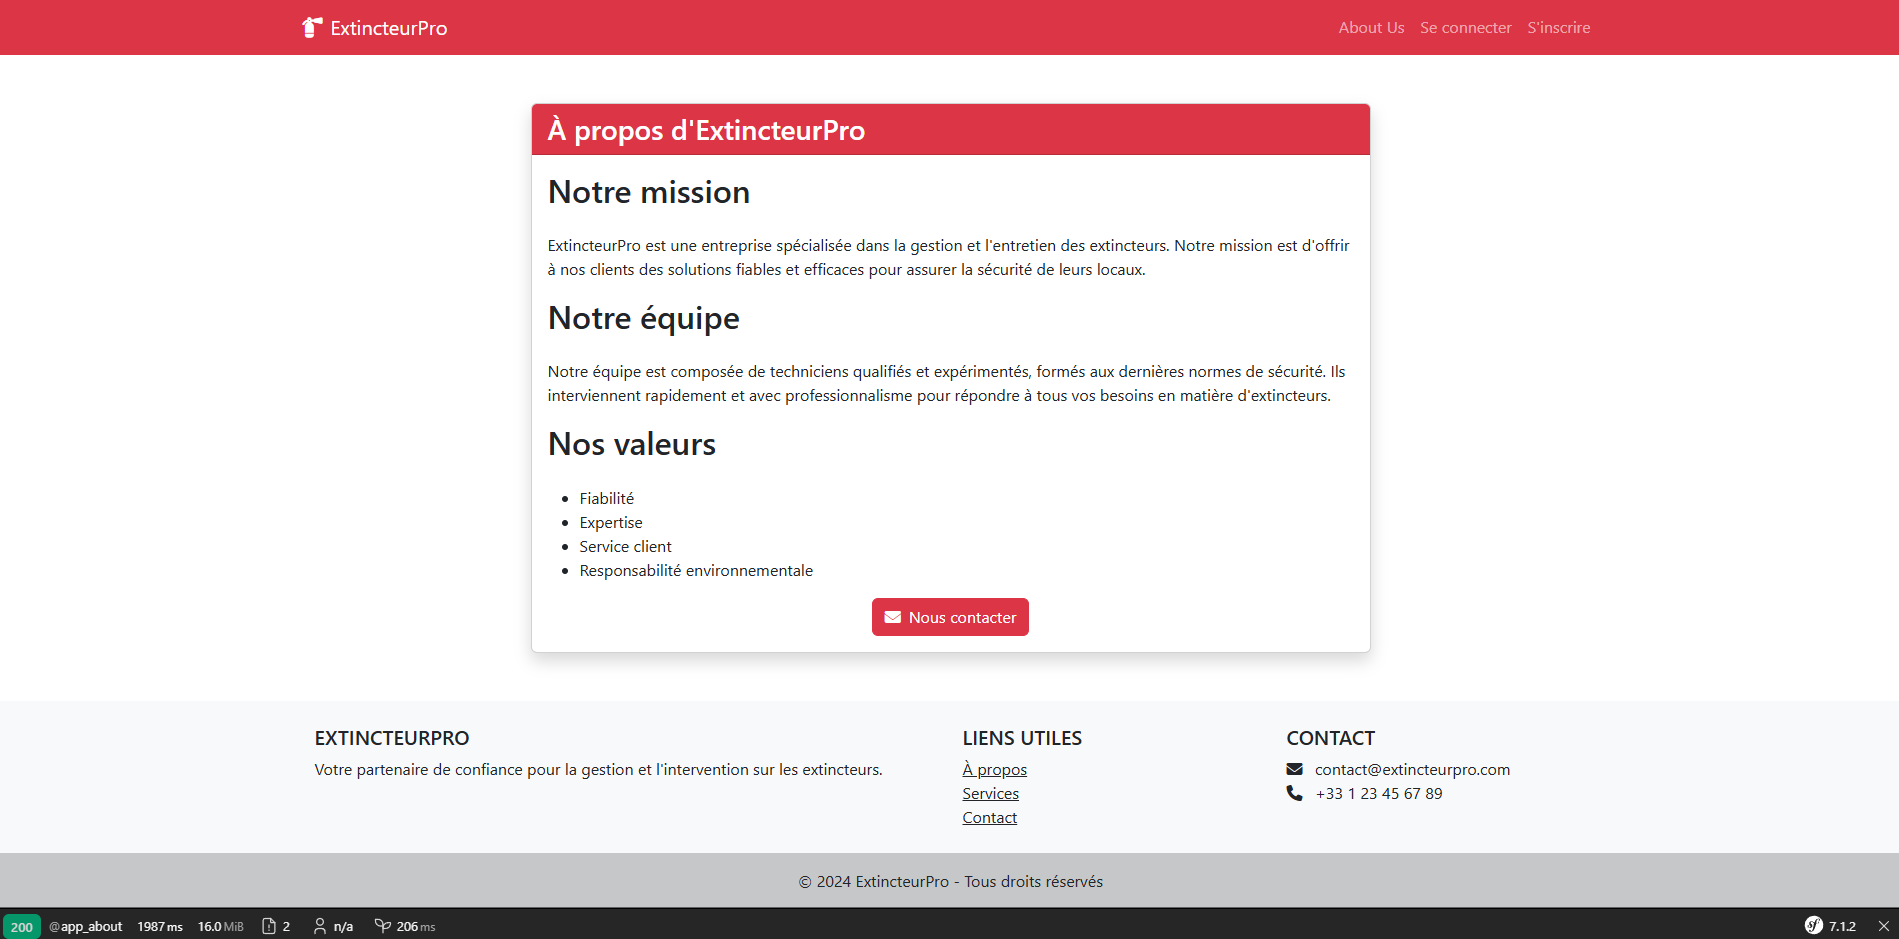 ExtincteurPro
About Us Se connecter S'inscrire
À propos d'ExtincteurPro
Notre mission
ExtincteurPro est une entreprise spécialisée dans la gestion et l'entretien des extincteurs. Notre mission est d'offrir
à nos clients des solutions fiables et efficaces pour assurer la sécurité de leurs locaux.
Notre équipe
Notre équipe est composée de techniciens qualifiés et expérimentés, formés aux dernières normes de sécurité. Ils
interviennent rapidement et avec professionnalisme pour répondre à tous vos besoins en matière d'extincteurs.
Nos valeurs
Fiabilité
Expertise
Service client
Responsabilité environnementale
Nous contacter
EXTINCTEURPRO
Votre partenaire de confiance pour la gestion et l'intervention sur les extincteurs.
LIENS UTILES
À propos
Services
Contact
CONTACT
contact@extincteurpro.com
+33 1 23 45 67 89
© 2024 ExtincteurPro - Tous droits réservés
200 @app_about 1987 ms 16.0 MiB 2 n/a 206 ms sf 7.1.2